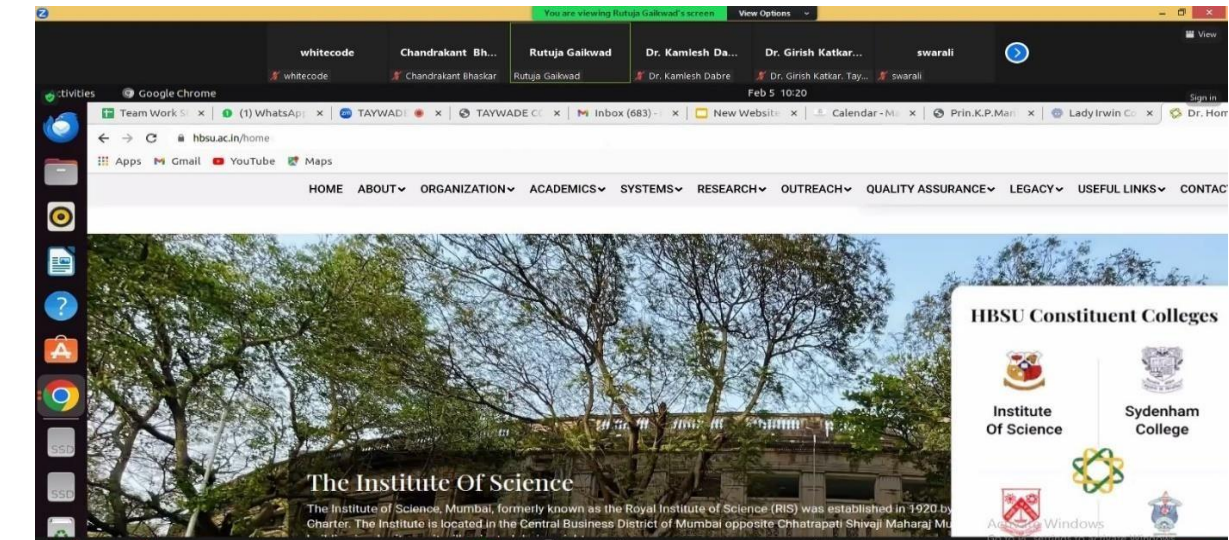 You are viewing Rutuja Gaikwad's screen View Options
View
whitecode Chandrakant Bh... Rutuja Gaikwad Dr. Kamlesh Da... Dr. Girish Katkar... swarali
whitecode Chandrakant Bhaskar Rutuja Gaikwad Dr. Kamlesh Dabre Dr. Girish Katkar. Tay... swarali
ctivities Google Chrome Feb 5 10:20 Sign in
Team Work S (1) WhatsApp TAYWADE TAYWADE CO Inbox (683) - New Website Calendar - Ma Prin.K.P.Man Lady Irwin Co Dr. Hom
hbsu.ac.in/home
Apps Gmail YouTube Maps
HOME ABOUT ORGANIZATION ACADEMICS SYSTEMS RESEARCH OUTREACH QUALITY ASSURANCE LEGACY USEFUL LINKS CONTAC
HBSU Constituent Colleges
Institute Of Science
Sydenham College
SSD
SSD
The Institute Of Science
The Institute of Science, Mumbai, formerly known as the Royal Institute of Science (RIS) was established in 1920 by
Charter. The Institute is located in the Central Business District of Mumbai opposite Chhatrapati Shivaji Maharaj Mu
Activate Windows